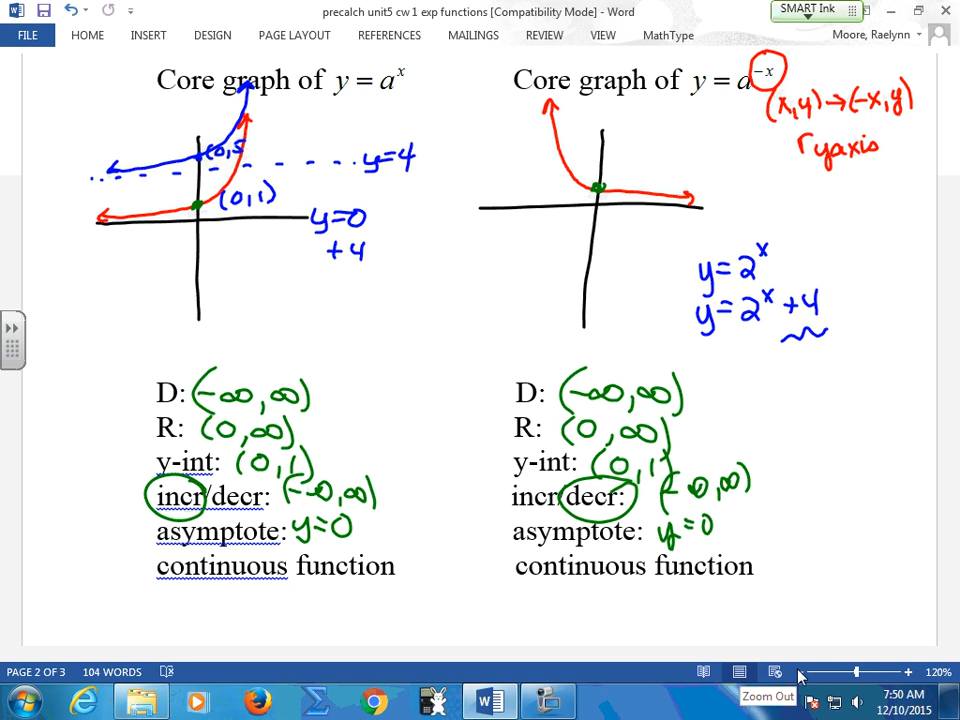 precalch unit5 cw 1 exp functions [Compatibility Mode] - Word
SMART Ink
FILE HOME INSERT DESIGN PAGE LAYOUT REFERENCES MAILINGS REVIEW VIEW MathType Moore, Raelynn
Core graph of y = a^x
(0,5
y=4
(0,1)
y=0
+4
D: (-∞,∞)
R: (0,∞)
y-int: (0,1)
incr/decr: (-∞,∞)
asymptote: y=0
continuous function
Core graph of y = a^-x
(x,y)→(-x,y)
r yaxis
y=2^x
y=2^x+4
D: (-∞,∞)
R: (0,∞)
y-int: (0,1)
incr/decr: (-∞,∞)
asymptote: y=0
continuous function
PAGE 2 OF 3 104 WORDS 120%
Zoom Out
7:50 AM
12/10/2015